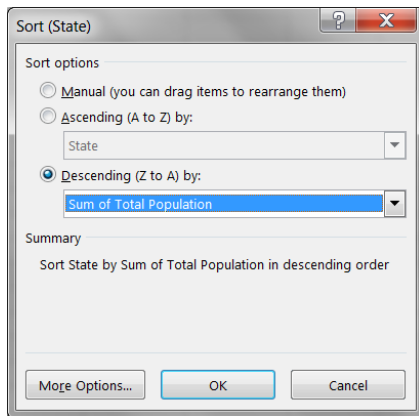 Sort (State)
Sort options
Manual (you can drag items to rearrange them)
Ascending (A to Z) by:
State
Descending (Z to A) by:
Sum of Total Population
Summary
Sort State by Sum of Total Population in descending order
More Options... OK Cancel